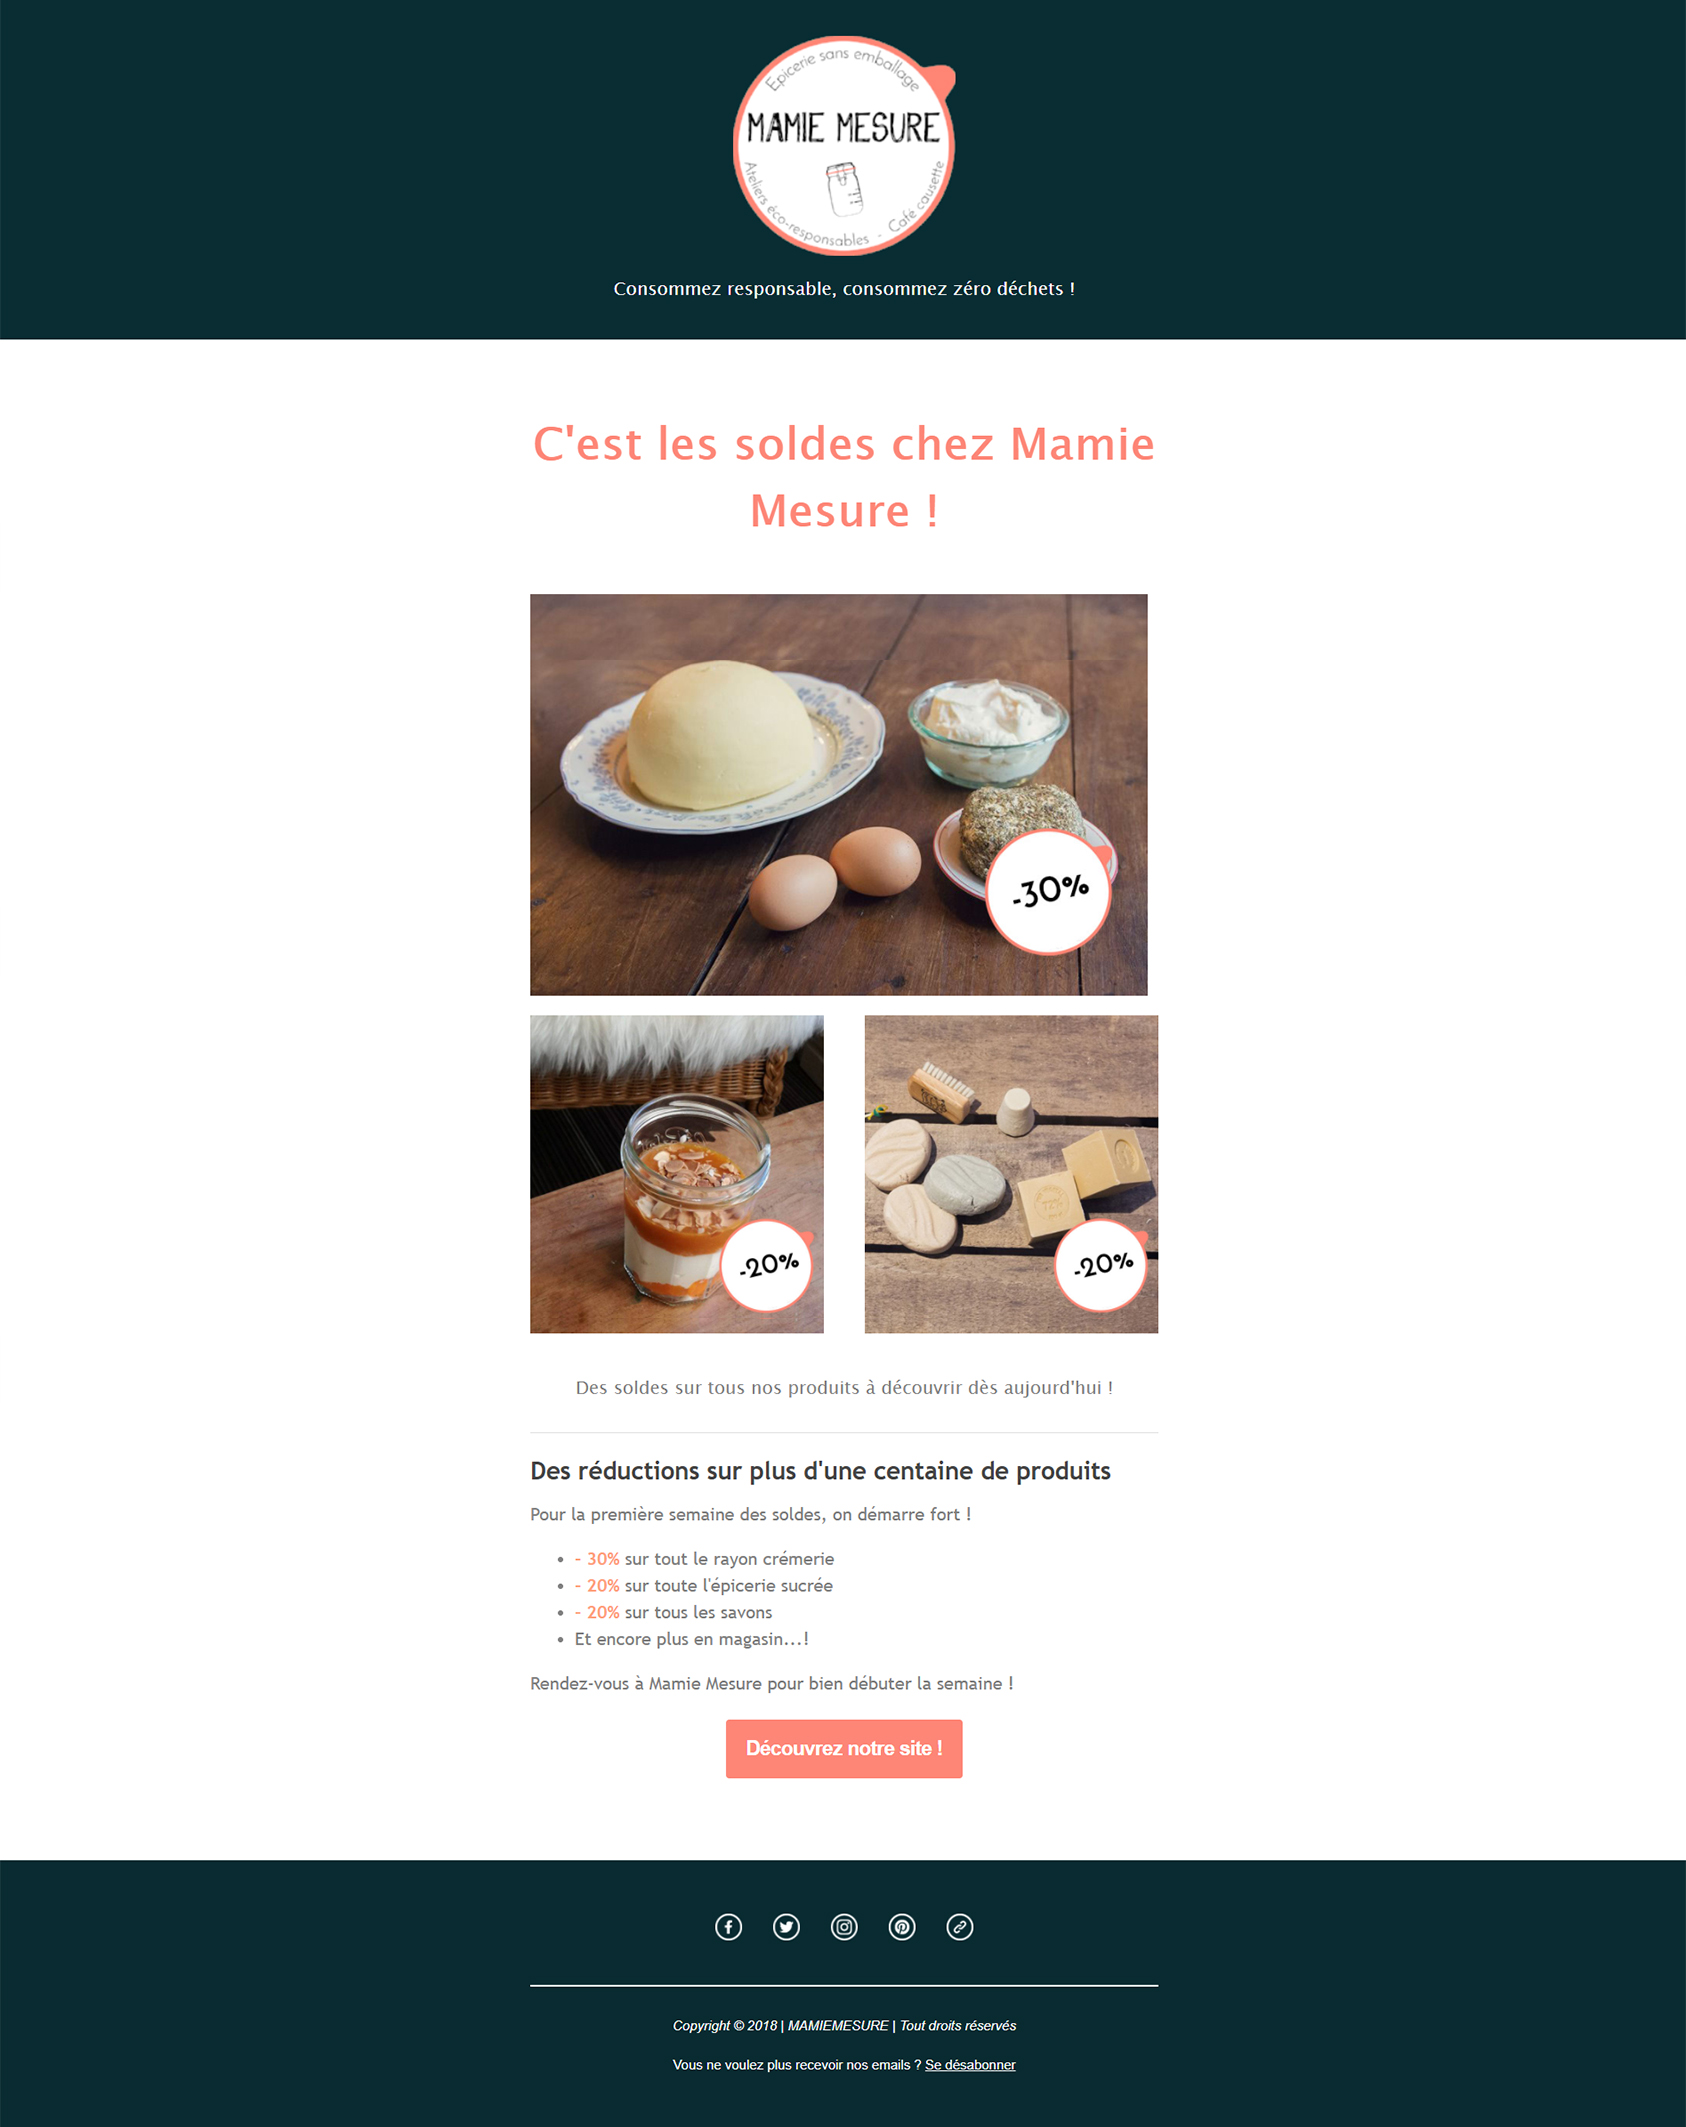 Epicerie sans emballage
MAMIE MESURE
Ateliers éco-responsables - Café causette
Consommez responsable, consommez zéro déchets !
C'est les soldes chez Mamie
Mesure !
-30%
-20%
-20%
Des soldes sur tous nos produits à découvrir dès aujourd'hui !
Des réductions sur plus d'une centaine de produits
Pour la première semaine des soldes, on démarre fort !
- 30% sur tout le rayon crémerie
- 20% sur toute l'épicerie sucrée
- 20% sur tous les savons
Et encore plus en magasin...!
Rendez-vous à Mamie Mesure pour bien débuter la semaine !
Découvrez notre site !
Copyright © 2018 | MAMIEMESURE | Tout droits réservés
Vous ne voulez plus recevoir nos emails ? Se désabonner